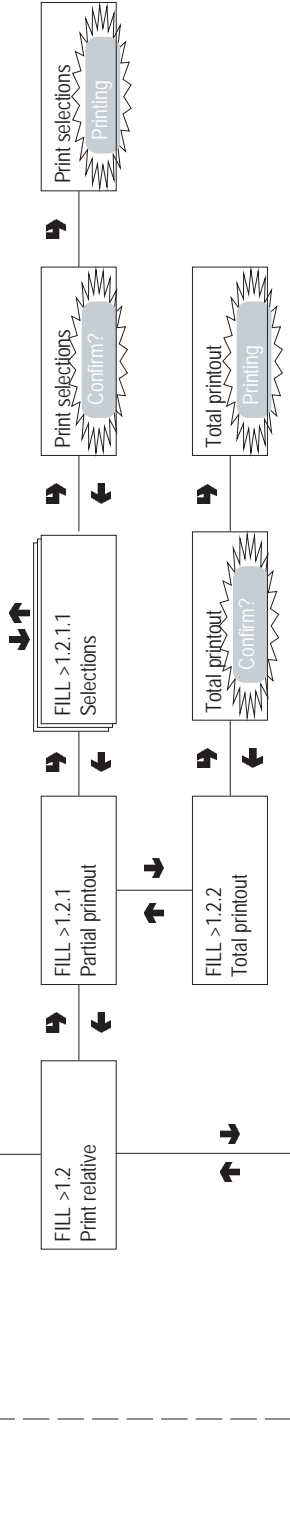 FILL >1.2
Print relative
FILL >1.2.1
Partial printout
FILL >1.2.1.1
Selections
Print selections
Confirm?
Print selections
Printing
FILL >1.2.2
Total printout
Total printout
Confirm?
Total printout
Printing